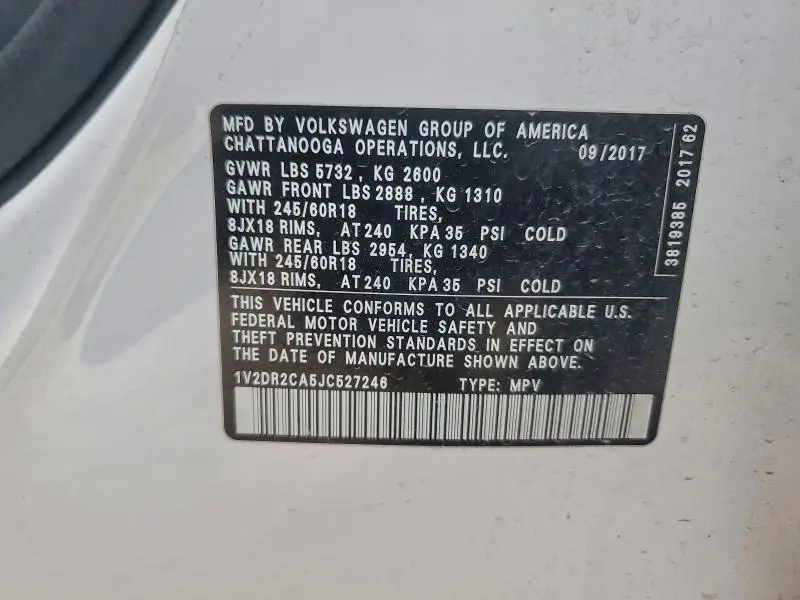 MFD BY VOLKSWAGEN GROUP OF AMERICA
CHATTANOOGA OPERATIONS, LLC. 09/2017
GVWR LBS 5732, KG 2600
GAWR FRONT LBS 2888, KG 1310
WITH 245/60R18 TIRES,
8JX18 RIMS, AT 240 KPA 35 PSI COLD
GAWR REAR LBS 2954, KG 1340
WITH 245/60R18 TIRES,
8JX18 RIMS, AT 240 KPA 35 PSI COLD
THIS VEHICLE CONFORMS TO ALL APPLICABLE U.S.
FEDERAL MOTOR VEHICLE SAFETY AND
THEFT PREVENTION STANDARDS IN EFFECT ON
THE DATE OF MANUFACTURE SHOWN ABOVE.
1V2DR2CA5JC527246 TYPE: MPV
3819385 2017 62